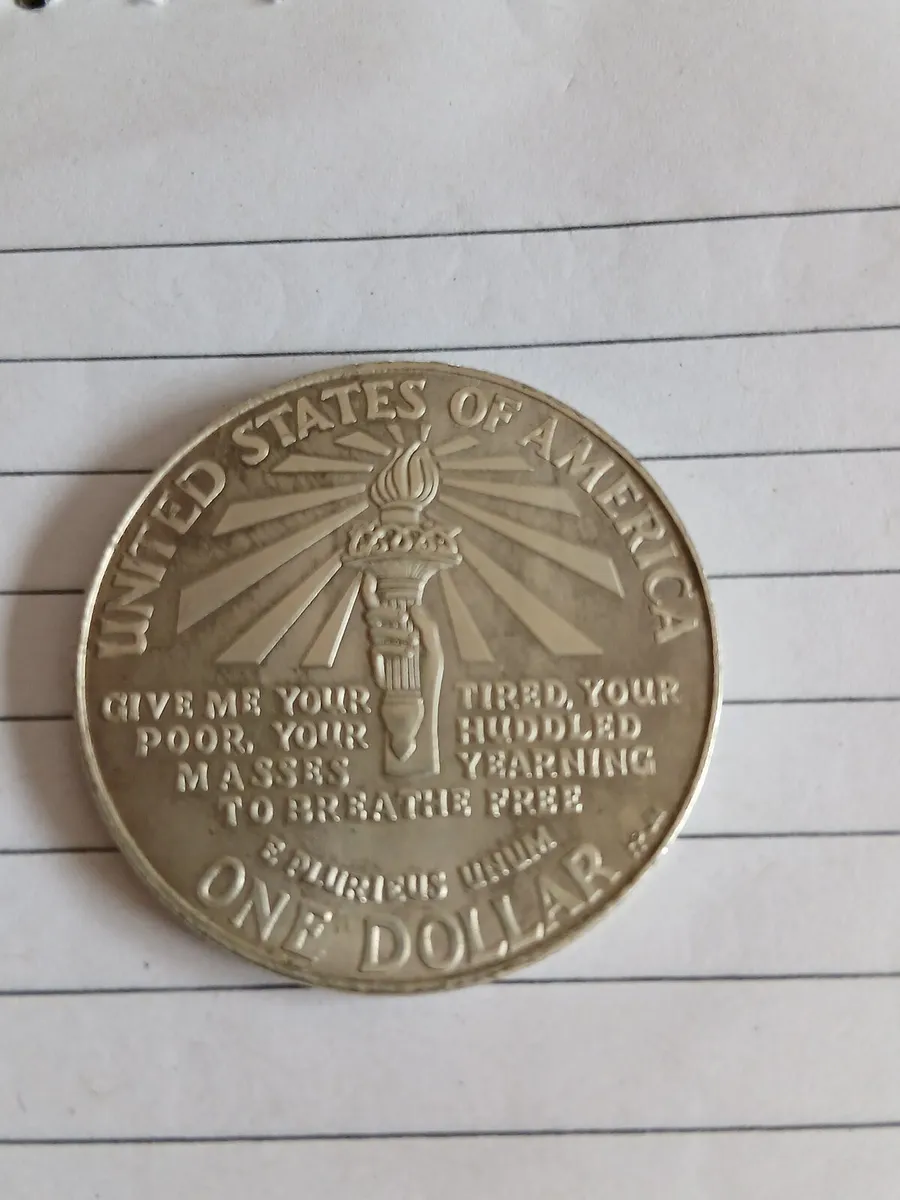 UNITED STATES OF AMERICA
GIVE ME YOUR TIRED, YOUR
POOR, YOUR HUDDLED
MASSES YEARNING
TO BREATHE FREE
E PLURIEUS UNUM
ONE DOLLAR